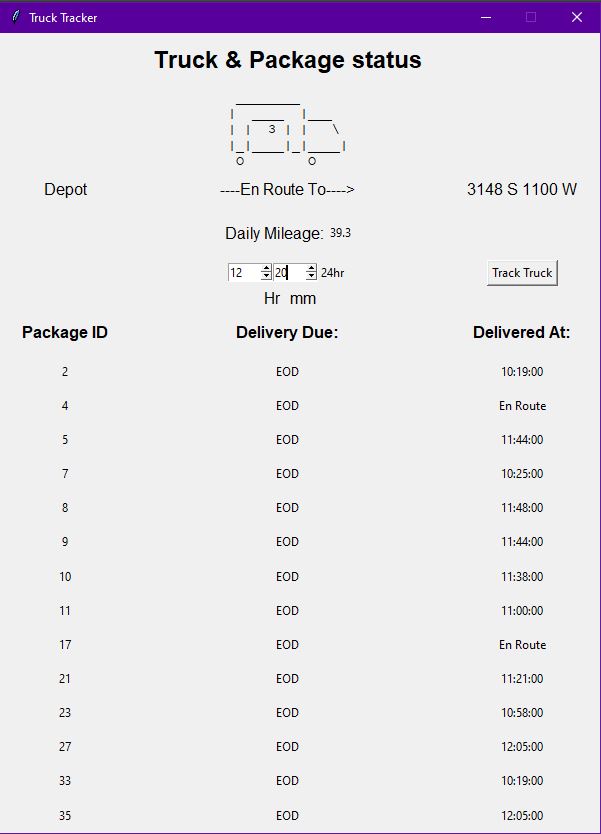 Truck Tracker
Truck & Package status
3
Depot ----En Route To----> 3148 S 1100 W
Daily Mileage: 39.3
12 20 24hr Track Truck
Hr mm
Package ID Delivery Due: Delivered At:
2 EOD 10:19:00
4 EOD En Route
5 EOD 11:44:00
7 EOD 10:25:00
8 EOD 11:48:00
9 EOD 11:44:00
10 EOD 11:38:00
11 EOD 11:00:00
17 EOD En Route
21 EOD 11:21:00
23 EOD 10:58:00
27 EOD 12:05:00
33 EOD 10:19:00
35 EOD 12:05:00